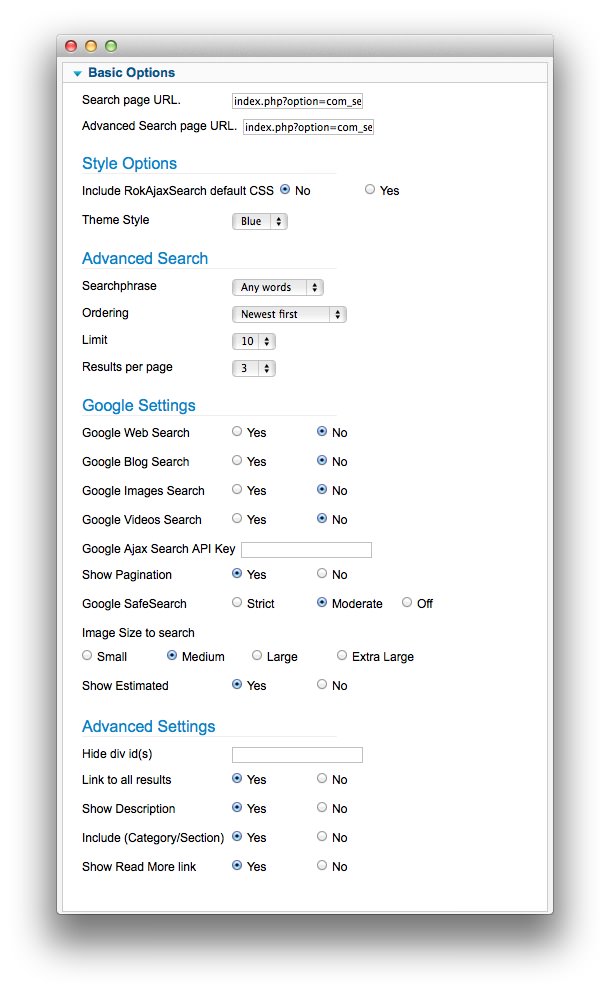 Basic Options
Search page URL. index.php?option=com_se
Advanced Search page URL. index.php?option=com_se
Style Options
Include RokAjaxSearch default CSS No Yes
Theme Style Blue
Advanced Search
Searchphrase Any words
Ordering Newest first
Limit 10
Results per page 3
Google Settings
Google Web Search Yes No
Google Blog Search Yes No
Google Images Search Yes No
Google Videos Search Yes No
Google Ajax Search API Key
Show Pagination Yes No
Google SafeSearch Strict Moderate Off
Image Size to search
Small Medium Large Extra Large
Show Estimated Yes No
Advanced Settings
Hide div id(s)
Link to all results Yes No
Show Description Yes No
Include (Category/Section) Yes No
Show Read More link Yes No